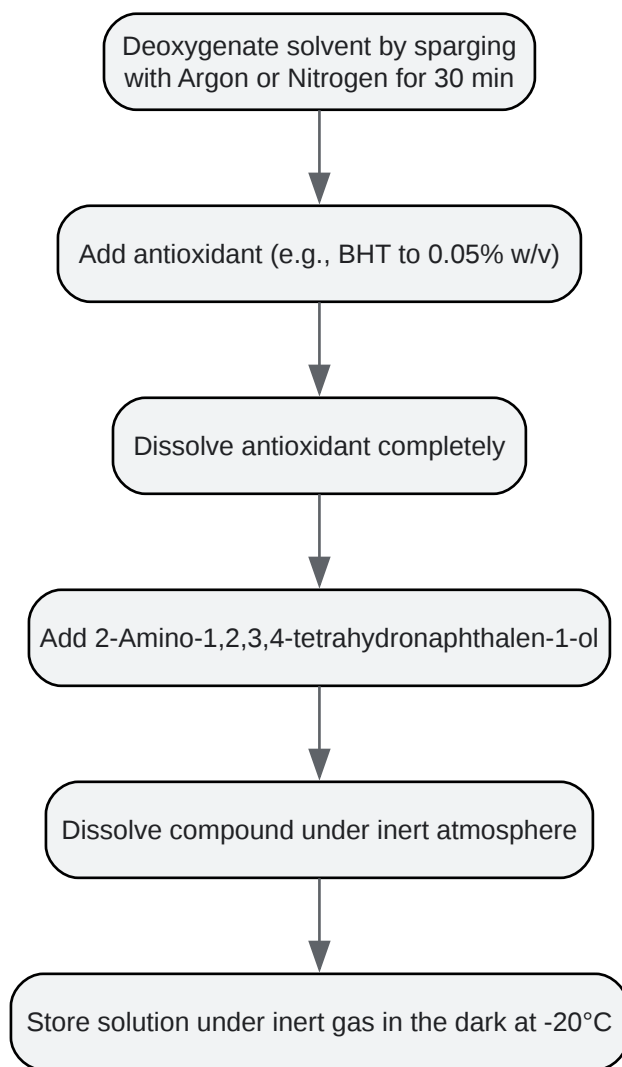 Deoxygenate solvent by sparging
with Argon or Nitrogen for 30 min
Add antioxidant (e.g., BHT to 0.05% w/v)
Dissolve antioxidant completely
Add 2-Amino-1,2,3,4-tetrahydronaphthalen-1-ol
Dissolve compound under inert atmosphere
Store solution under inert gas in the dark at -20°C